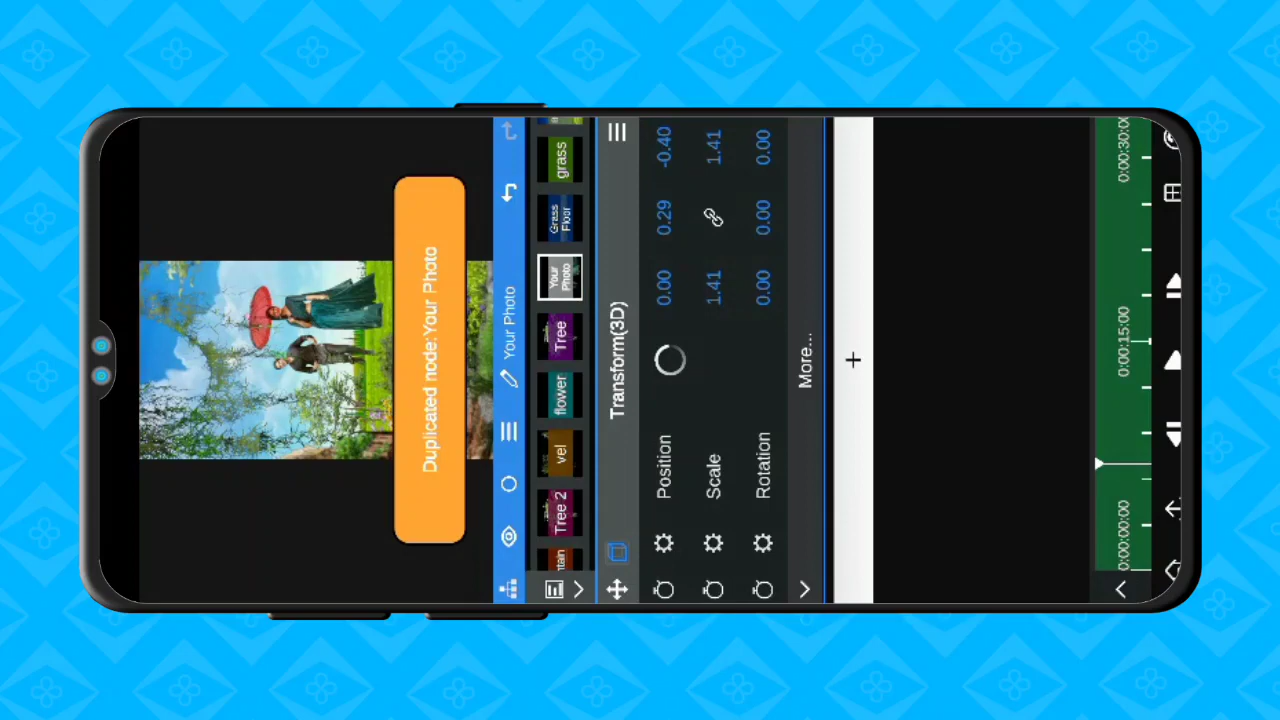 Duplicated node:Your Photo
Your Photo
tain
Tree 2
vel
flower
Tree
Your
Photo
Grass
Floor
grass
Transform(3D)
Position 0.00 0.29 -0.40
Scale 1.41 1.41
Rotation 0.00 0.00 0.00
More...
+
0:00:00:00 0:00:15:00 0:00:30:00